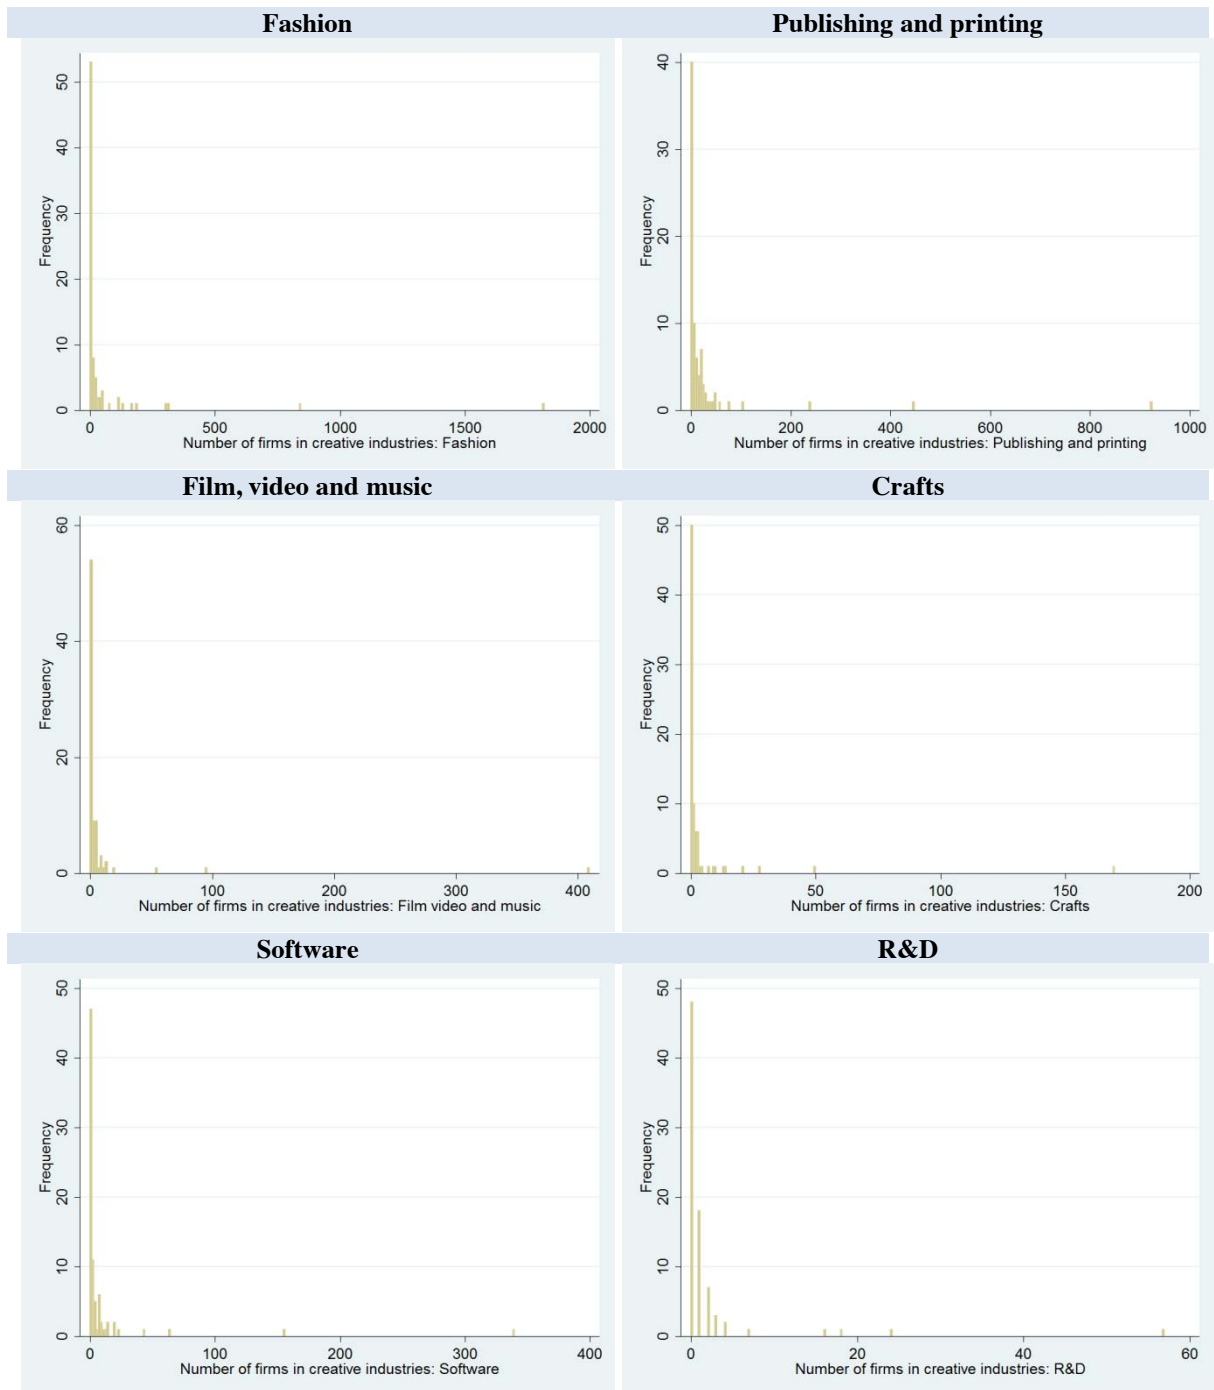 Fashion
Publishing and printing
Frequency
0 10 20 30 40 50
0 500 1000 1500 2000
Number of firms in creative industries: Fashion
Frequency
0 10 20 30 40
0 200 400 600 800 1000
Number of firms in creative industries: Publishing and printing
Film, video and music
Crafts
Frequency
0 20 40 60
0 100 200 300 400
Number of firms in creative industries: Film video and music
Frequency
0 10 20 30 40 50
0 50 100 150 200
Number of firms in creative industries: Crafts
Software
R&D
Frequency
0 10 20 30 40 50
0 100 200 300 400
Number of firms in creative industries: Software
Frequency
0 10 20 30 40 50
0 20 40 60
Number of firms in creative industries: R&D